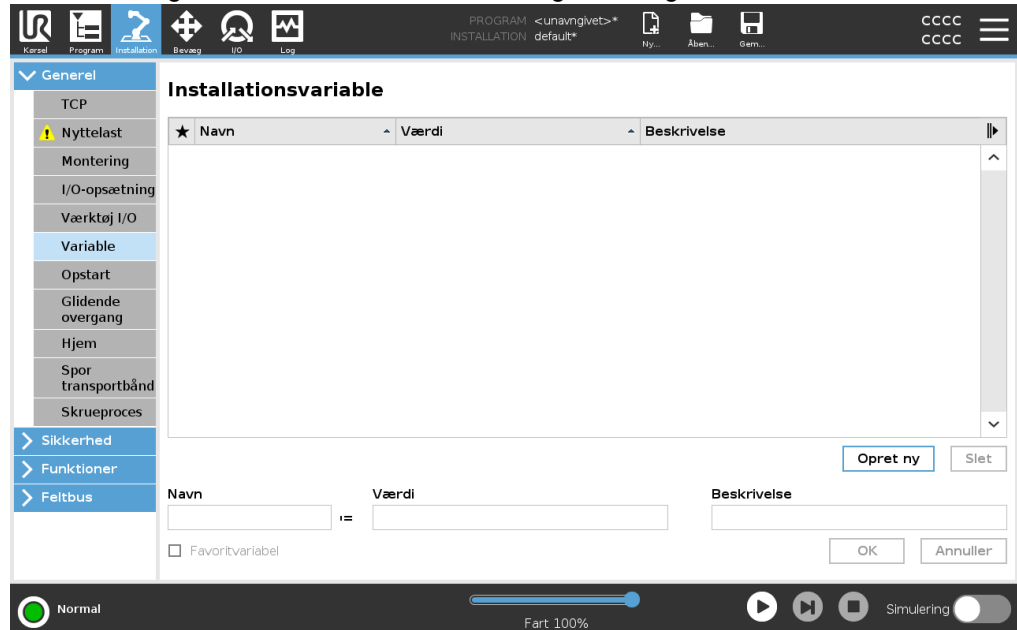 PROGRAM <unavngivet>*
INSTALLATION default*
cccc
cccc
Kørsel Program Installation Bevæg I/O Log Ny... Åben... Gem...
Generel
TCP
Nyttelast
Montering
I/O-opsætning
Værktøj I/O
Variable
Opstart
Glidende
overgang
Hjem
Spor
transportbånd
Skrueproces
Sikkerhed
Funktioner
Feltbus
Installationsvariable
Navn Værdi Beskrivelse
Opret ny Slet
Navn Værdi Beskrivelse
:=
Favoritvariabel OK Annuller
Normal Fart 100% Simulering